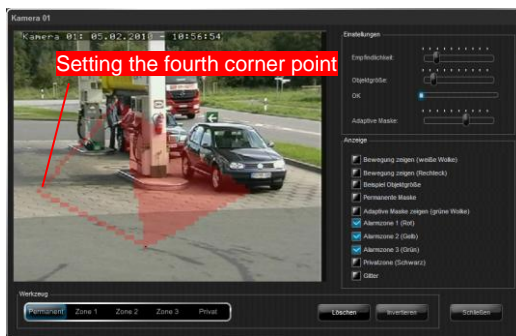 Kamera 01
Kamera 01: 05.02.2010 - 10:56:54
Setting the fourth corner point
Einstellungen
Empfindlichkeit:
Objektgröße:
OK
Adaptive Maske:
Anzeige
Bewegung zeigen (weiße Wolke)
Bewegung zeigen (Rechteck)
Beispiel Objektgröße
Permanente Maske
Adaptive Maske zeigen (grüne Wolke)
Alarmzone 1 (Rot)
Alarmzone 2 (Gelb)
Alarmzone 3 (Grün)
Privatzone (Schwarz)
Gitter
Werkzeug
Permanent Zone 1 Zone 2 Zone 3 Privat
Löschen Invertieren Schließen